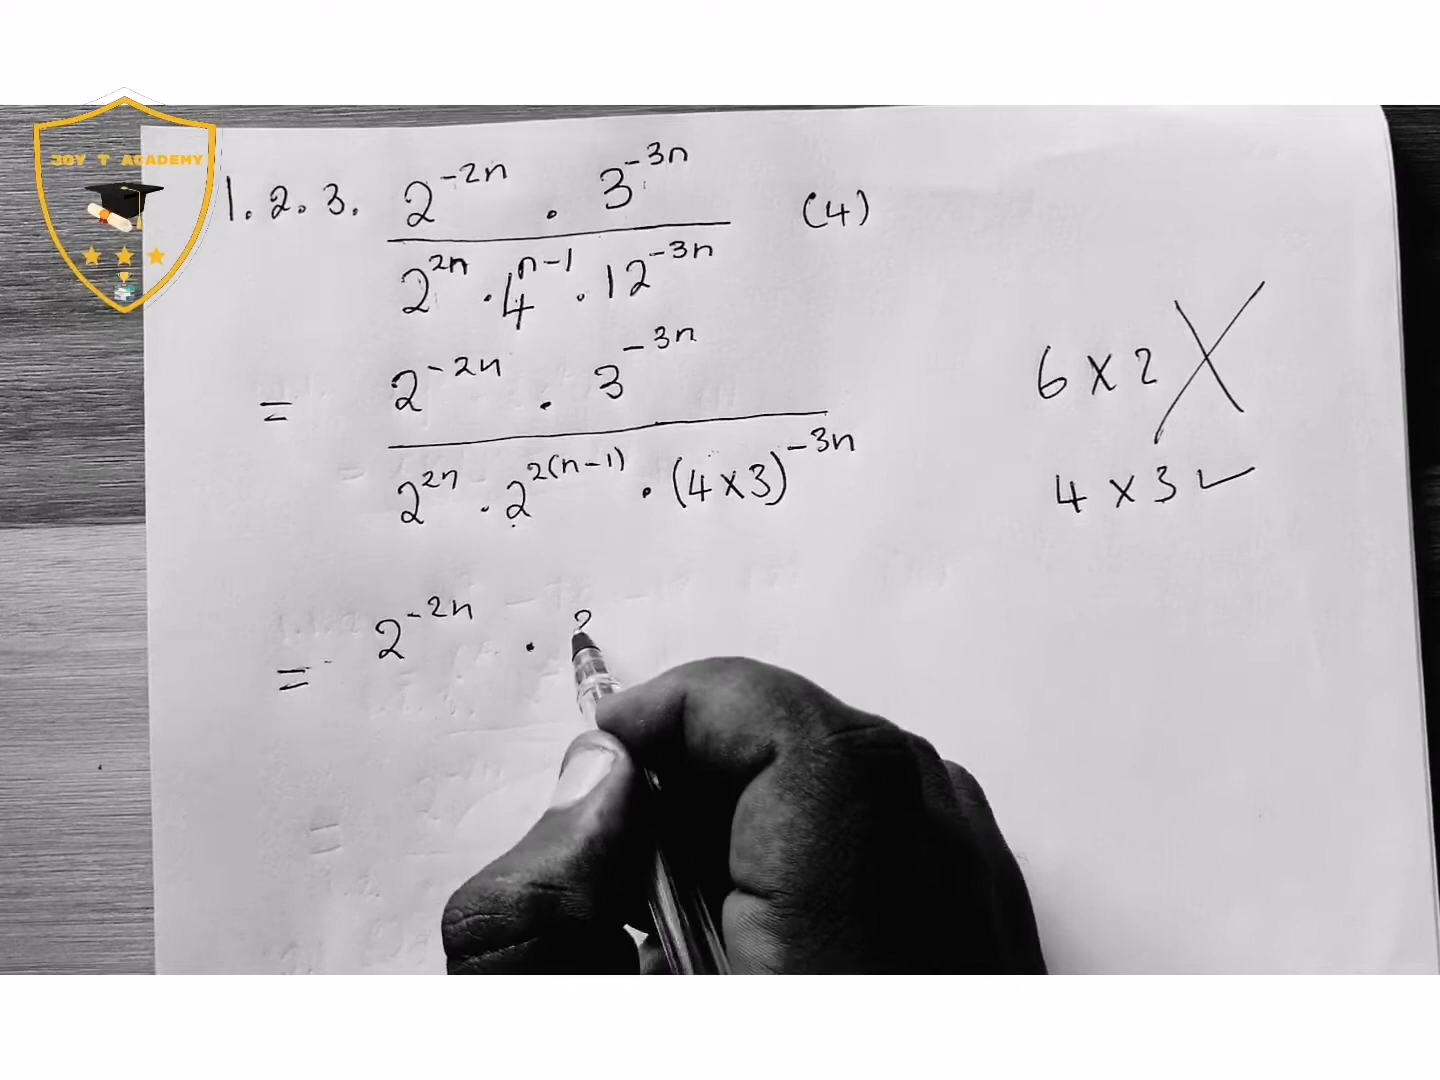 JOY T ACADEMY
1.2.3. 2^{-2n} . 3^{-3n} (4)
2^{2n} . 4^{n-1} . 12^{-3n}
= 2^{-2n} . 3^{-3n}
2^{2n} . 2^{2(n-1)} . (4×3)^{-3n}
6 × 2
4 × 3 ✓
= 2^{-2n} .